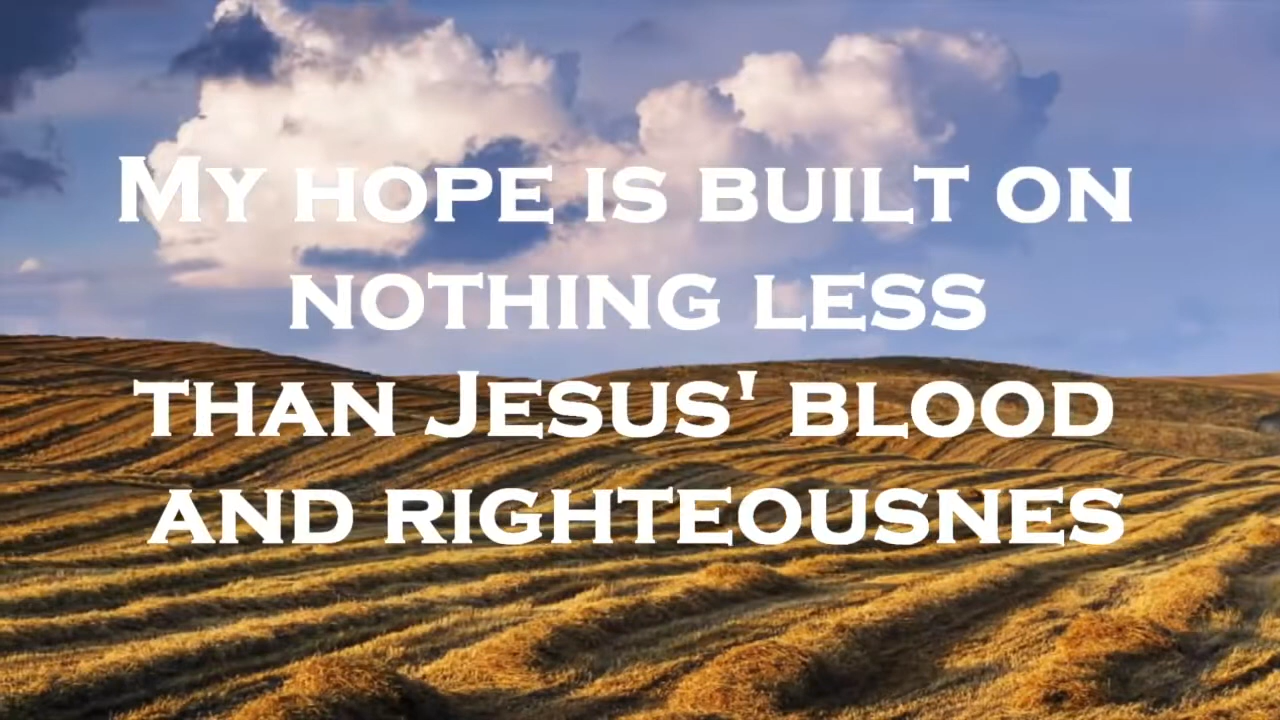 My hope is built on
nothing less
than Jesus' blood
and righteousnes